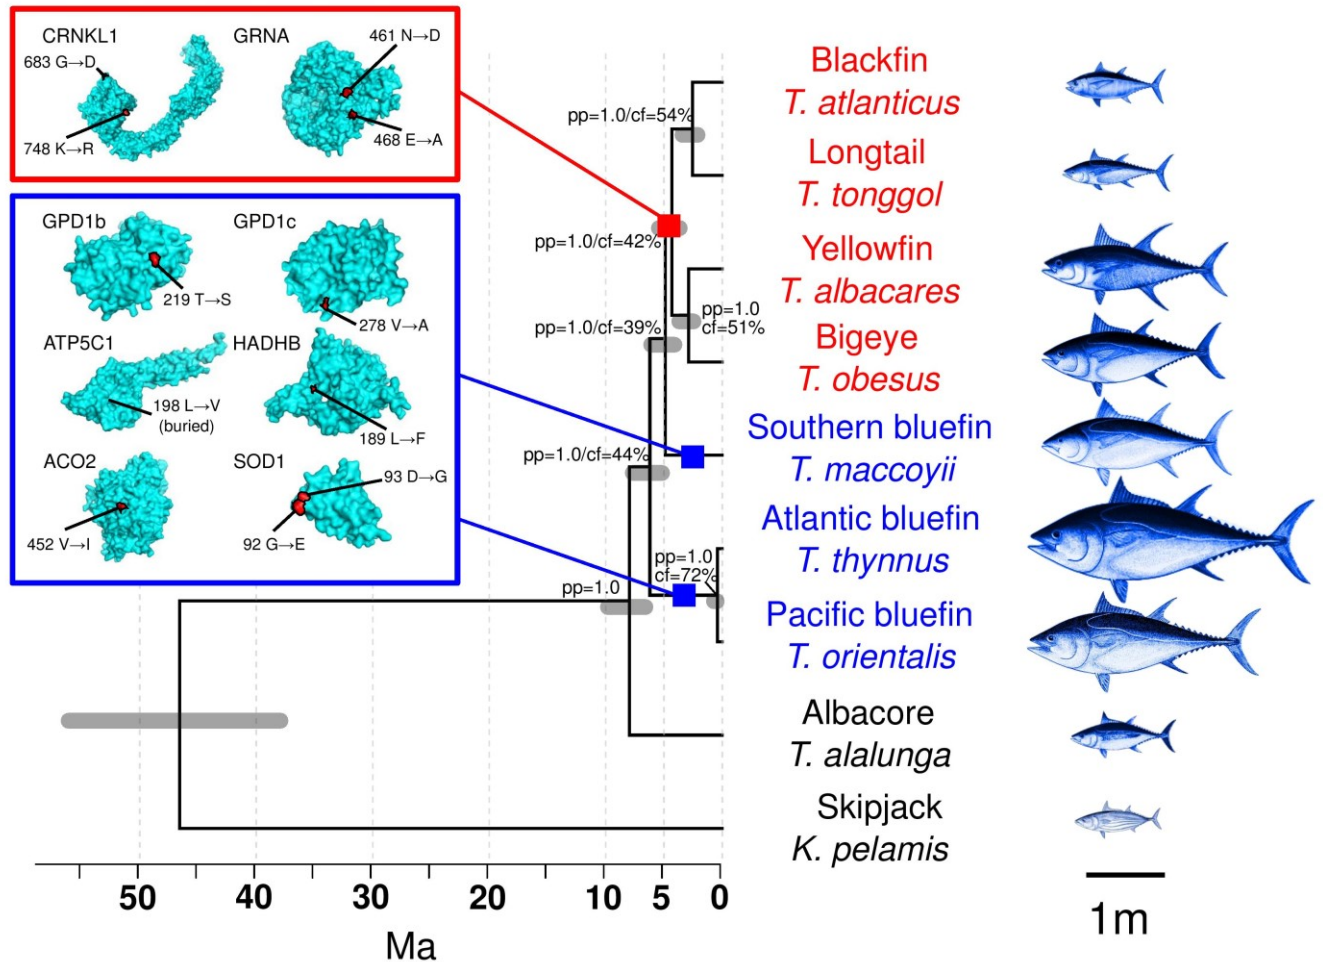 CRNKL1
GRNA
683 G→D
461 N→D
748 K→R
468 E→A
GPD1b
GPD1c
219 T→S
278 V→A
ATP5C1
HADHB
198 L→V
(buried)
189 L→F
ACO2
SOD1
93 D→G
452 V→I
92 G→E
pp=1.0/cf=54%
pp=1.0/cf=42%
pp=1.0
cf=51%
pp=1.0/cf=39%
pp=1.0/cf=44%
pp=1.0
cf=72%
pp=1.0
Blackfin
T. atlanticus
Longtail
T. tonggol
Yellowfin
T. albacares
Bigeye
T. obesus
Southern bluefin
T. maccoyii
Atlantic bluefin
T. thynnus
Pacific bluefin
T. orientalis
Albacore
T. alalunga
Skipjack
K. pelamis
50 40 30 20 10 5 0
Ma
1m